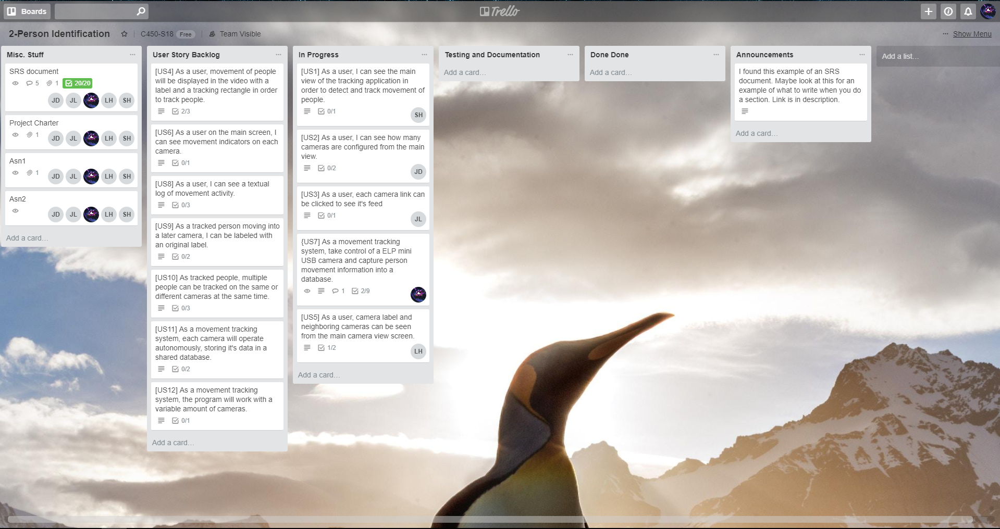 Boards
Trello
2-Person Identification
C450-S18 Free
Team Visible
... Show Menu
Misc. Stuff
SRS document
5 1 20/20
JD JL LH SH
Project Charter
1
JD JL LH SH
Asn1
1
JD JL LH SH
Asn2
JD JL LH SH
Add a card…
User Story Backlog
[US4] As a user, movement of people
will be displayed in the video with a
label and a tracking rectangle in order
to track people.
2/3
[US6] As a user on the main screen, I
can see movement indicators on each
camera.
0/1
[US8] As a user, I can see a textual
log of movement activity.
0/3
[US9] As a tracked person moving into
a later camera, I can be labeled with
an original label.
0/2
[US10] As tracked people, multiple
people can be tracked on the same or
different cameras at the same time.
0/3
[US11] As a movement tracking
system, each camera will operate
autonomously, storing it's data in a
shared database.
0/2
[US12] As a movement tracking
system, the program will work with a
variable amount of cameras.
0/1
Add a card…
In Progress
[US1] As a user, I can see the main
view of the tracking application in
order to detect and track movement of
people.
0/1
SH
[US2] As a user, I can see how many
cameras are configured from the main
view.
0/2
JD
[US3] As a user, each camera link can
be clicked to see it's feed
0/1
JL
{US7] As a movement tracking
system, take control of a ELP mini
USB camera and capture person
movement information into a
database.
1 2/9
[US5] As a user, camera label and
neighboring cameras can be seen
from the main camera view screen.
1/2
LH
Add a card…
Testing and Documentation
Add a card…
Done Done
Add a card…
Announcements
I found this example of an SRS
document. Maybe look at this for an
example of what to write when you do
a section. Link is in description.
Add a card…
Add a list…